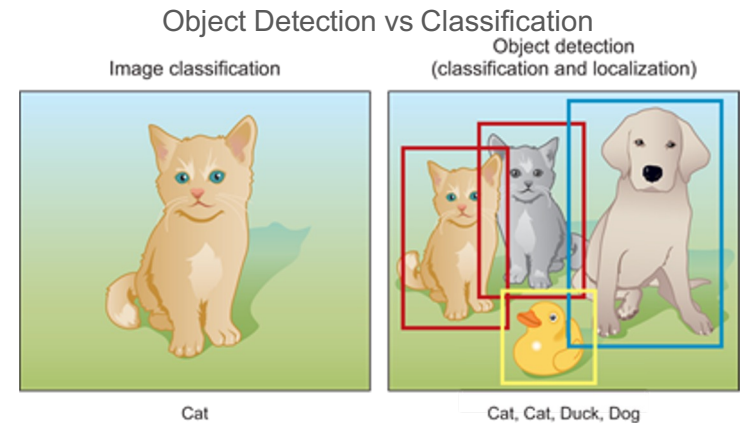 Object Detection vs Classification
Image classification
Object detection
(classification and localization)
Cat
Cat, Cat, Duck, Dog